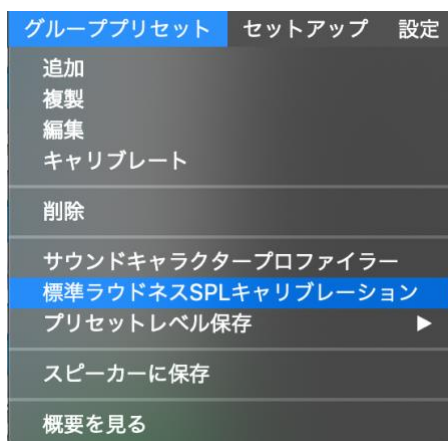 グループプリセット セットアップ 設定
追加
複製
編集
キャリブレート
削除
サウンドキャラクタープロファイラー
標準ラウドネスSPLキャリブレーション
プリセットレベル保存 ▶
スピーカーに保存
概要を見る